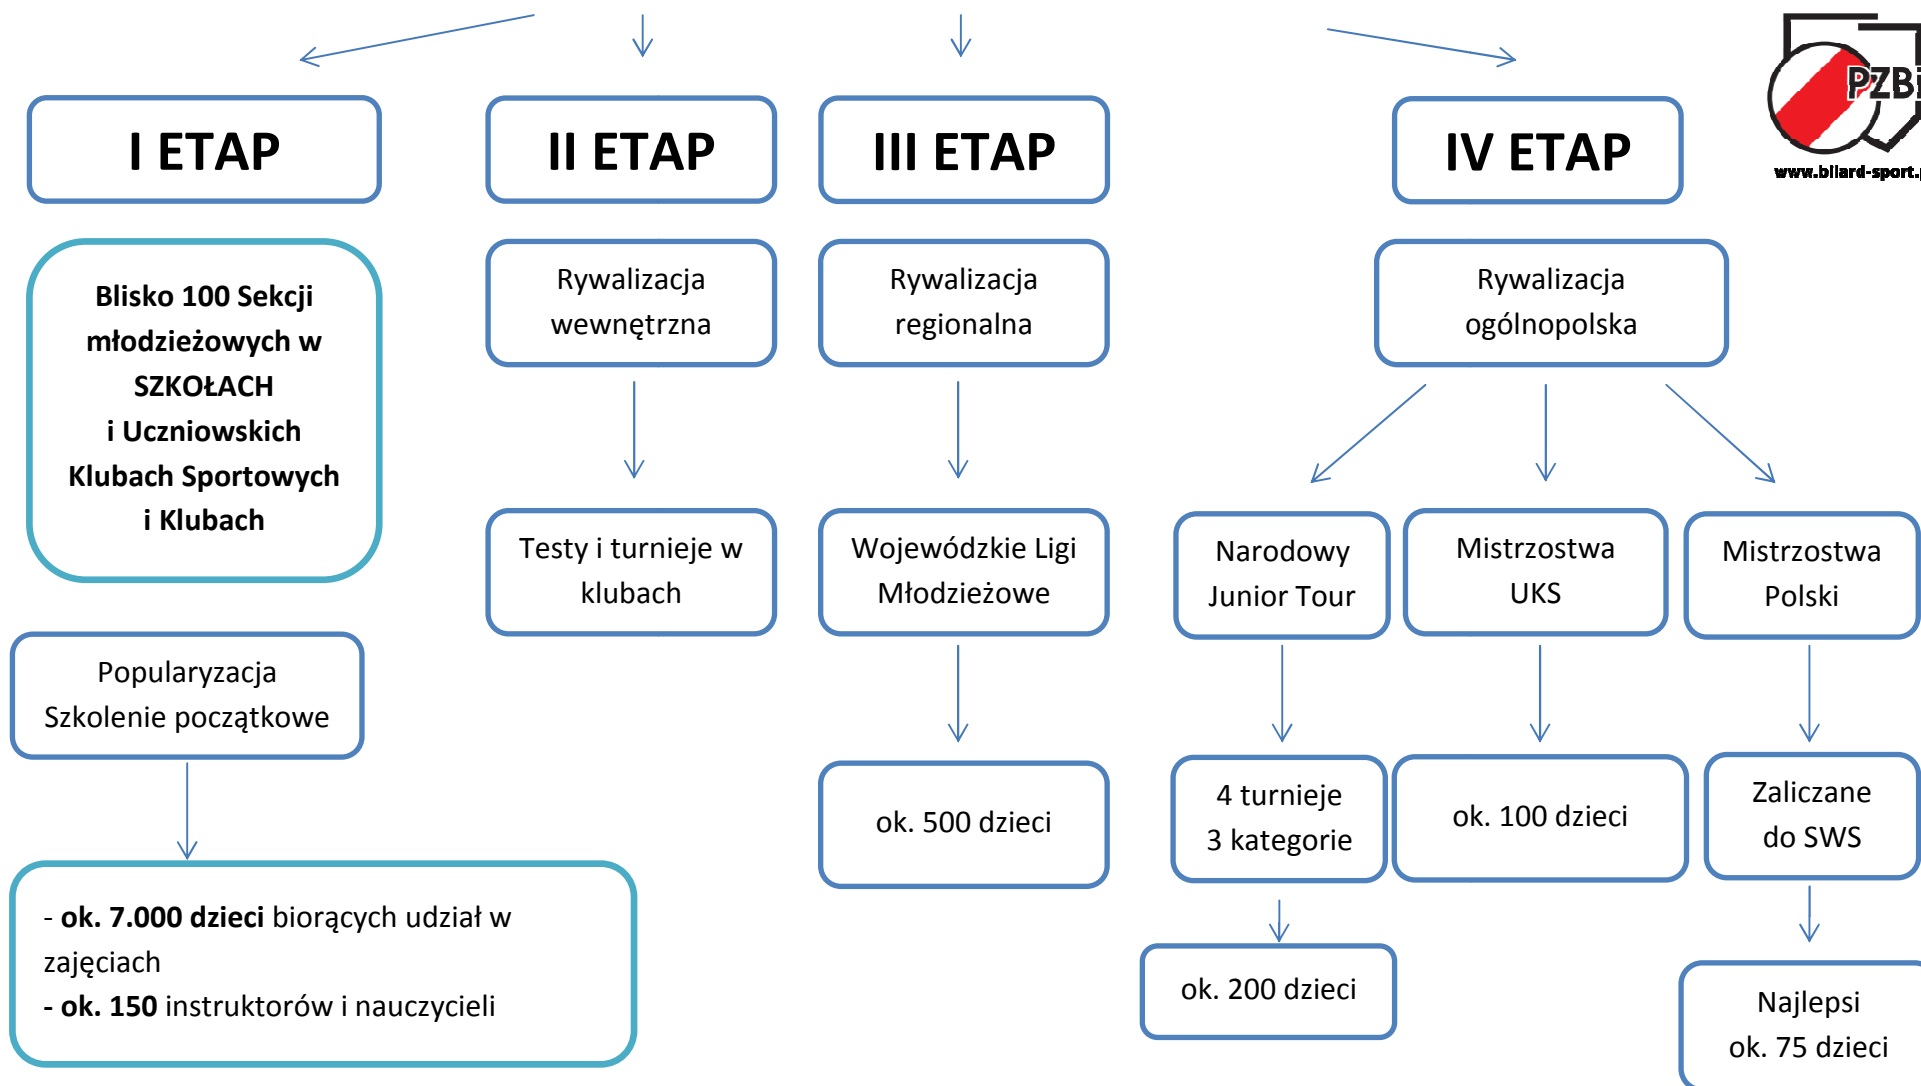 I ETAP
II ETAP
III ETAP
IV ETAP
PZBi
www.bilard-sport.p
Blisko 100 Sekcji
młodzieżowych w
SZKOŁACH
i Uczniowskich
Klubach Sportowych
i Klubach
Popularyzacja
Szkolenie początkowe
- ok. 7.000 dzieci biorących udział w
zajęciach
- ok. 150 instruktorów i nauczycieli
Rywalizacja
wewnętrzna
Testy i turnieje w
klubach
Rywalizacja
regionalna
Wojewódzkie Ligi
Młodzieżowe
ok. 500 dzieci
Rywalizacja
ogólnopolska
Narodowy
Junior Tour
4 turnieje
3 kategorie
ok. 200 dzieci
Mistrzostwa
UKS
ok. 100 dzieci
Mistrzostwa
Polski
Zaliczane
do SWS
Najlepsi
ok. 75 dzieci